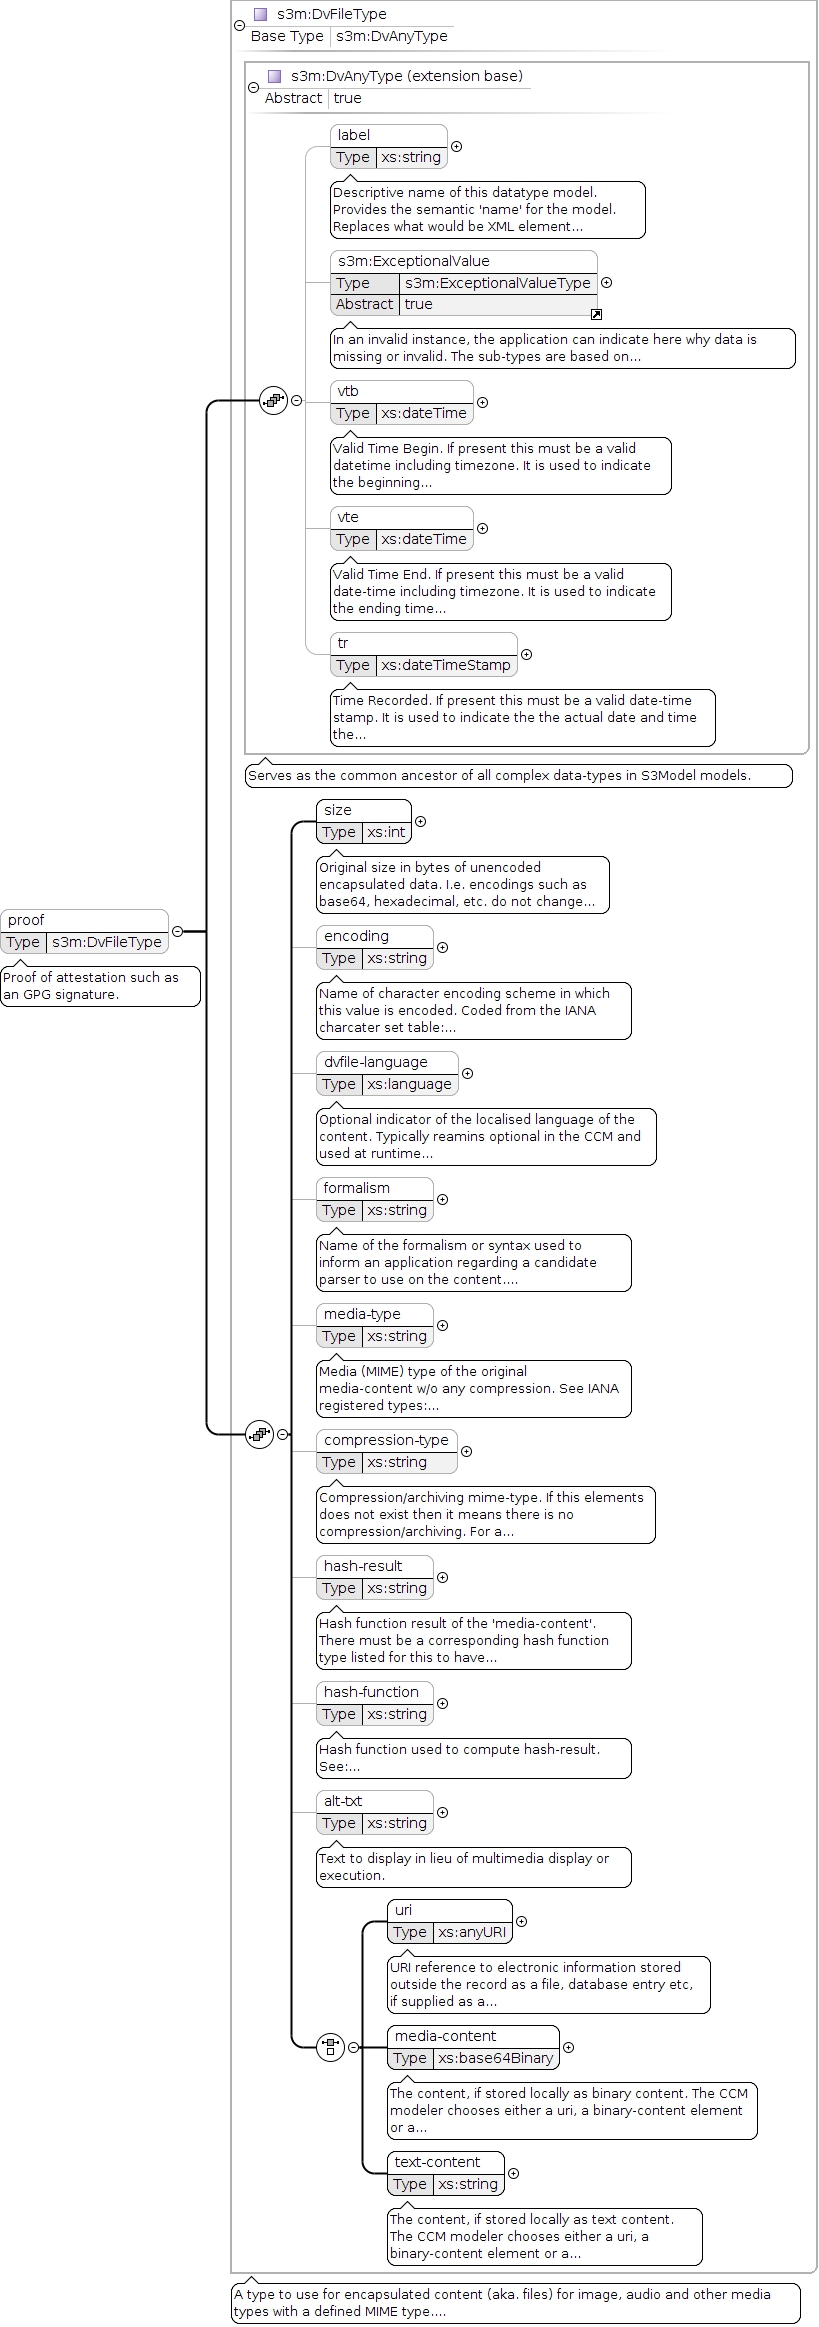 s3m:DvFileType
Base Type s3m:DvAnyType
s3m:DvAnyType (extension base)
Abstract true
label
Type xs:string
Descriptive name of this datatype model.
Provides the semantic 'name' for the model.
Replaces what would be XML element...
s3m:ExceptionalValue
Type s3m:ExceptionalValueType
Abstract true
In an invalid instance, the application can indicate here why data is
missing or invalid. The sub-types are based on...
vtb
Type xs:dateTime
Valid Time Begin. If present this must be a valid
datetime including timezone. It is used to indicate
the beginning...
vte
Type xs:dateTime
Valid Time End. If present this must be a valid
date-time including timezone. It is used to indicate
the ending time...
tr
Type xs:dateTimeStamp
Time Recorded. If present this must be a valid date-time
stamp. It is used to indicate the the actual date and time
the...
Serves as the common ancestor of all complex data-types in S3Model models.
size
Type xs:int
Original size in bytes of unencoded
encapsulated data. I.e. encodings such as
base64, hexadecimal, etc. do not change...
proof
Type s3m:DvFileType
Proof of attestation such as
an GPG signature.
encoding
Type xs:string
Name of character encoding scheme in which
this value is encoded. Coded from the IANA
charcater set table:...
dvfile-language
Type xs:language
Optional indicator of the localised language of the
content. Typically reamins optional in the CCM and
used at runtime...
formalism
Type xs:string
Name of the formalism or syntax used to
inform an application regarding a candidate
parser to use on the content....
media-type
Type xs:string
Media (MIME) type of the original
media-content w/o any compression. See IANA
registered types:...
compression-type
Type xs:string
Compression/archiving mime-type. If this elements
does not exist then it means there is no
compression/archiving. For a...
hash-result
Type xs:string
Hash function result of the 'media-content'.
There must be a corresponding hash function
type listed for this to have...
hash-function
Type xs:string
Hash function used to compute hash-result.
See:...
alt-txt
Type xs:string
Text to display in lieu of multimedia display or
execution.
uri
Type xs:anyURI
URI reference to electronic information stored
outside the record as a file, database entry etc,
if supplied as a...
media-content
Type xs:base64Binary
The content, if stored locally as binary content. The CCM
modeler chooses either a uri, a binary-content element
or a...
text-content
Type xs:string
The content, if stored locally as text content.
The CCM modeler chooses either a uri, a
binary-content element or a...
A type to use for encapsulated content (aka. files) for image, audio and other media
types with a defined MIME type....